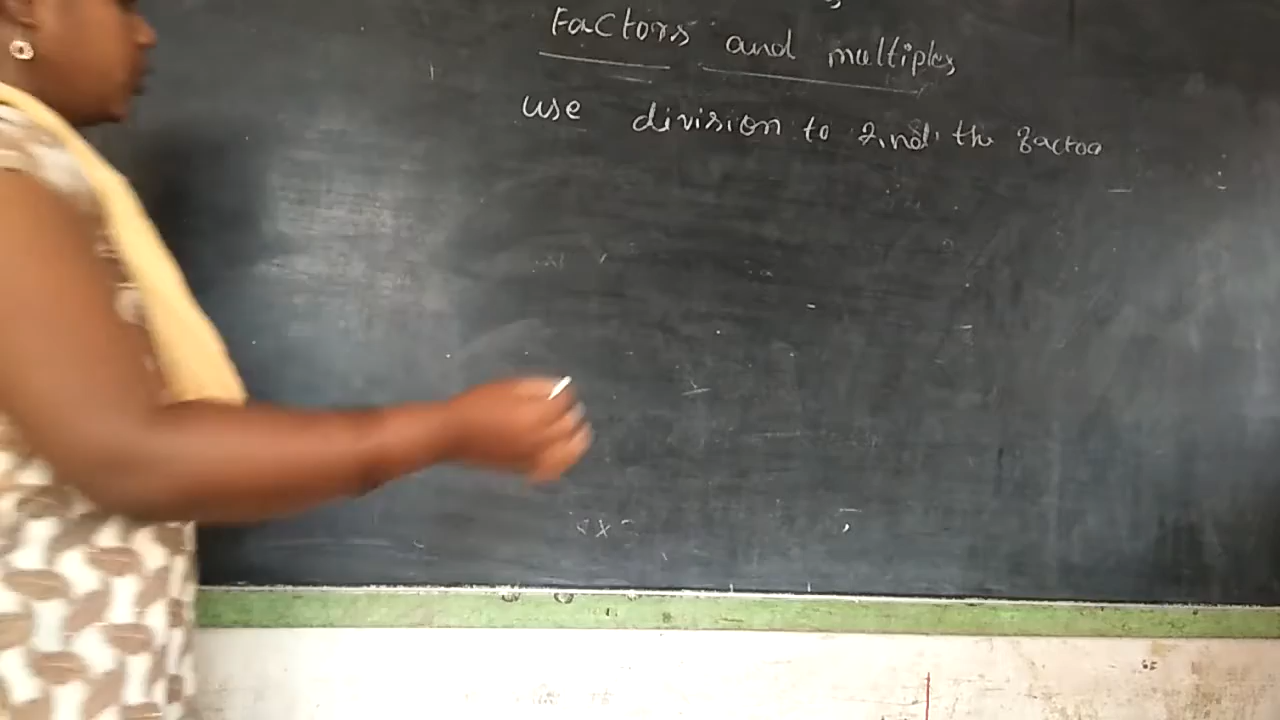 Factors and multiples
use division to find the factor